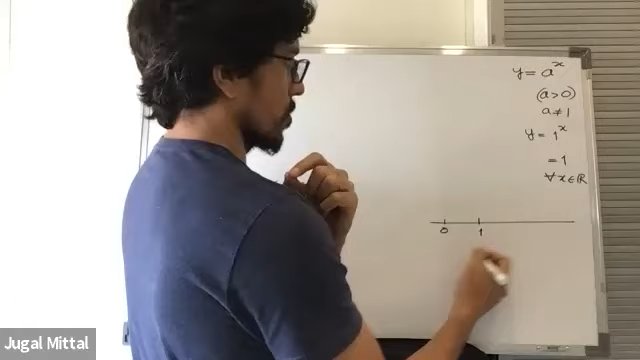 y = a^x
(a>0)
a≠1
y = 1^x
= 1
∀ x∈ℝ
0 1
Jugal Mittal